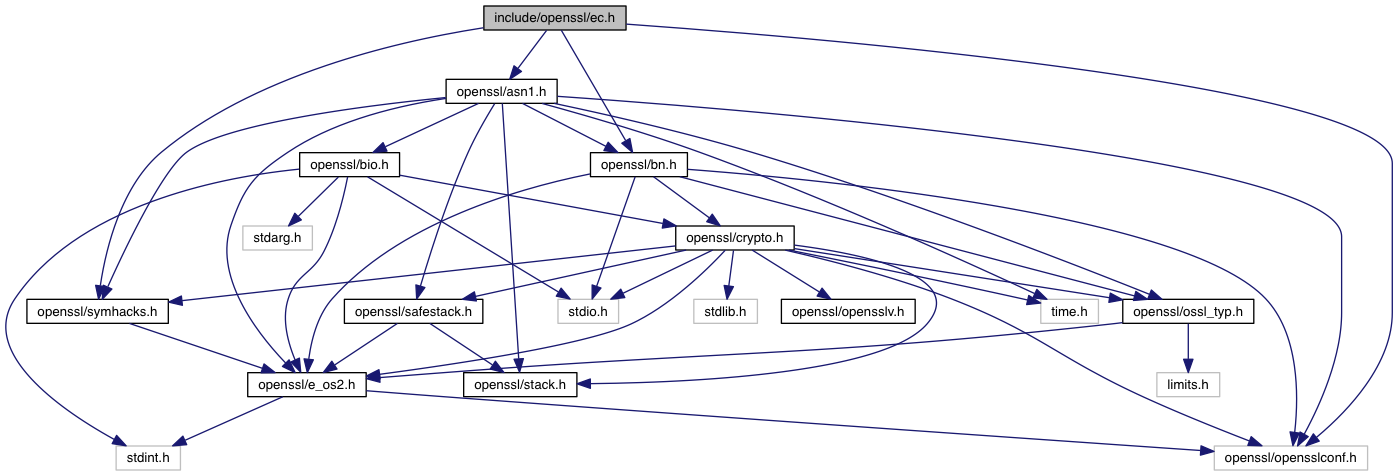 include/openssl/ec.h
openssl/asn1.h
openssl/bio.h
openssl/bn.h
stdarg.h
openssl/crypto.h
openssl/symhacks.h
openssl/safestack.h
stdio.h
stdlib.h
openssl/opensslv.h
time.h
openssl/ossl_typ.h
openssl/e_os2.h
openssl/stack.h
limits.h
stdint.h
openssl/opensslconf.h